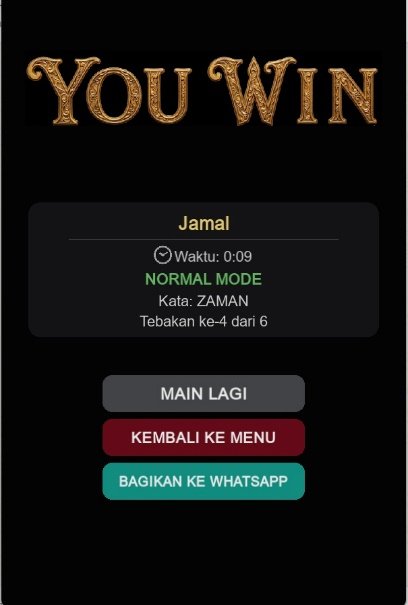 YOU WIN
Jamal
Waktu: 0:09
NORMAL MODE
Kata: ZAMAN
Tebakan ke-4 dari 6
MAIN LAGI
KEMBALI KE MENU
BAGIKAN KE WHATSAPP